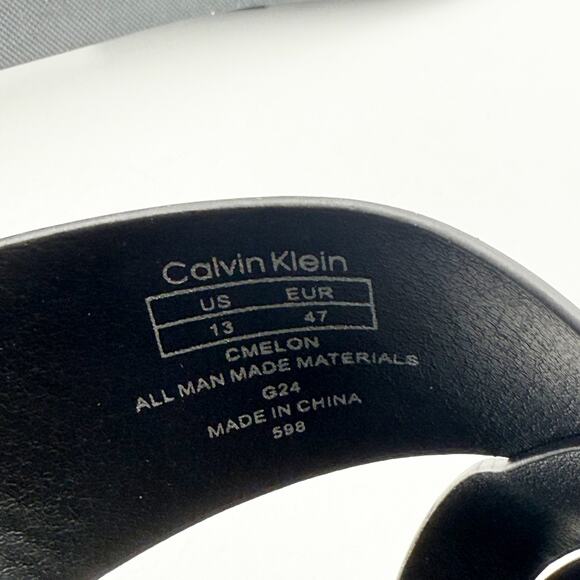 Calvin Klein
US EUR
13 47
CMELON
ALL MAN MADE MATERIALS
G24
MADE IN CHINA
598